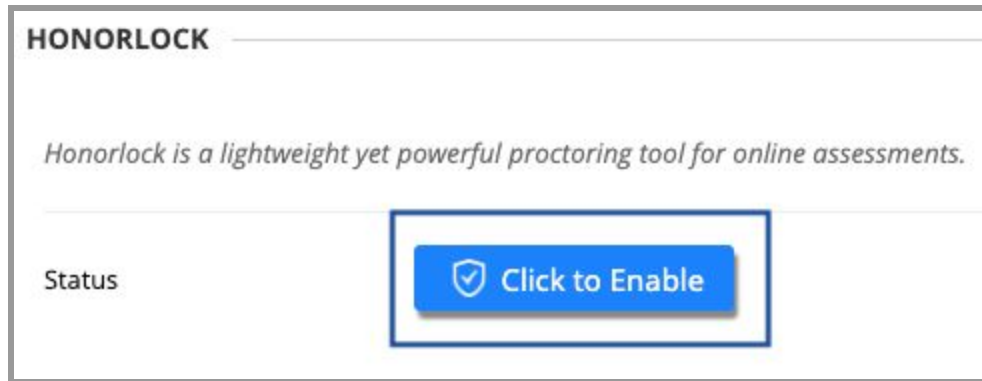 HONORLOCK
Honorlock is a lightweight yet powerful proctoring tool for online assessments.
Status
Click to Enable